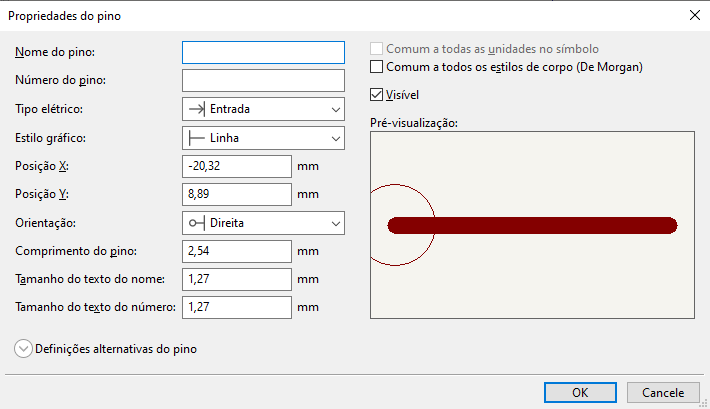 Propriedades do pino
Nome do pino:
Número do pino:
Tipo elétrico: Entrada
Estilo gráfico: Linha
Posição X: -20,32 mm
Posição Y: 8,89 mm
Orientação: Direita
Comprimento do pino: 2,54 mm
Tamanho do texto do nome: 1,27 mm
Tamanho do texto do número: 1,27 mm
Definições alternativas do pino
Comum a todas as unidades no símbolo
Comum a todos os estilos de corpo (De Morgan)
Visível
Pré-visualização:
OK Cancele